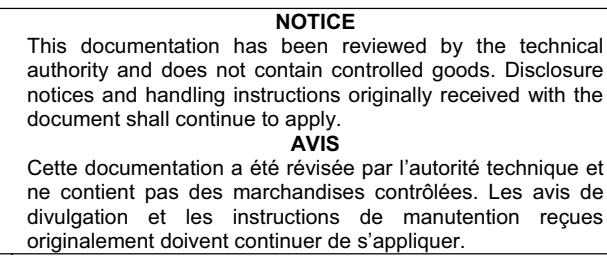 NOTICE
This documentation has been reviewed by the technical
authority and does not contain controlled goods. Disclosure
notices and handling instructions originally received with the
document shall continue to apply.
AVIS
Cette documentation a été révisée par l’autorité technique et
ne contient pas des marchandises contrôlées. Les avis de
divulgation et les instructions de manutention reçues
originalement doivent continuer de s’appliquer.